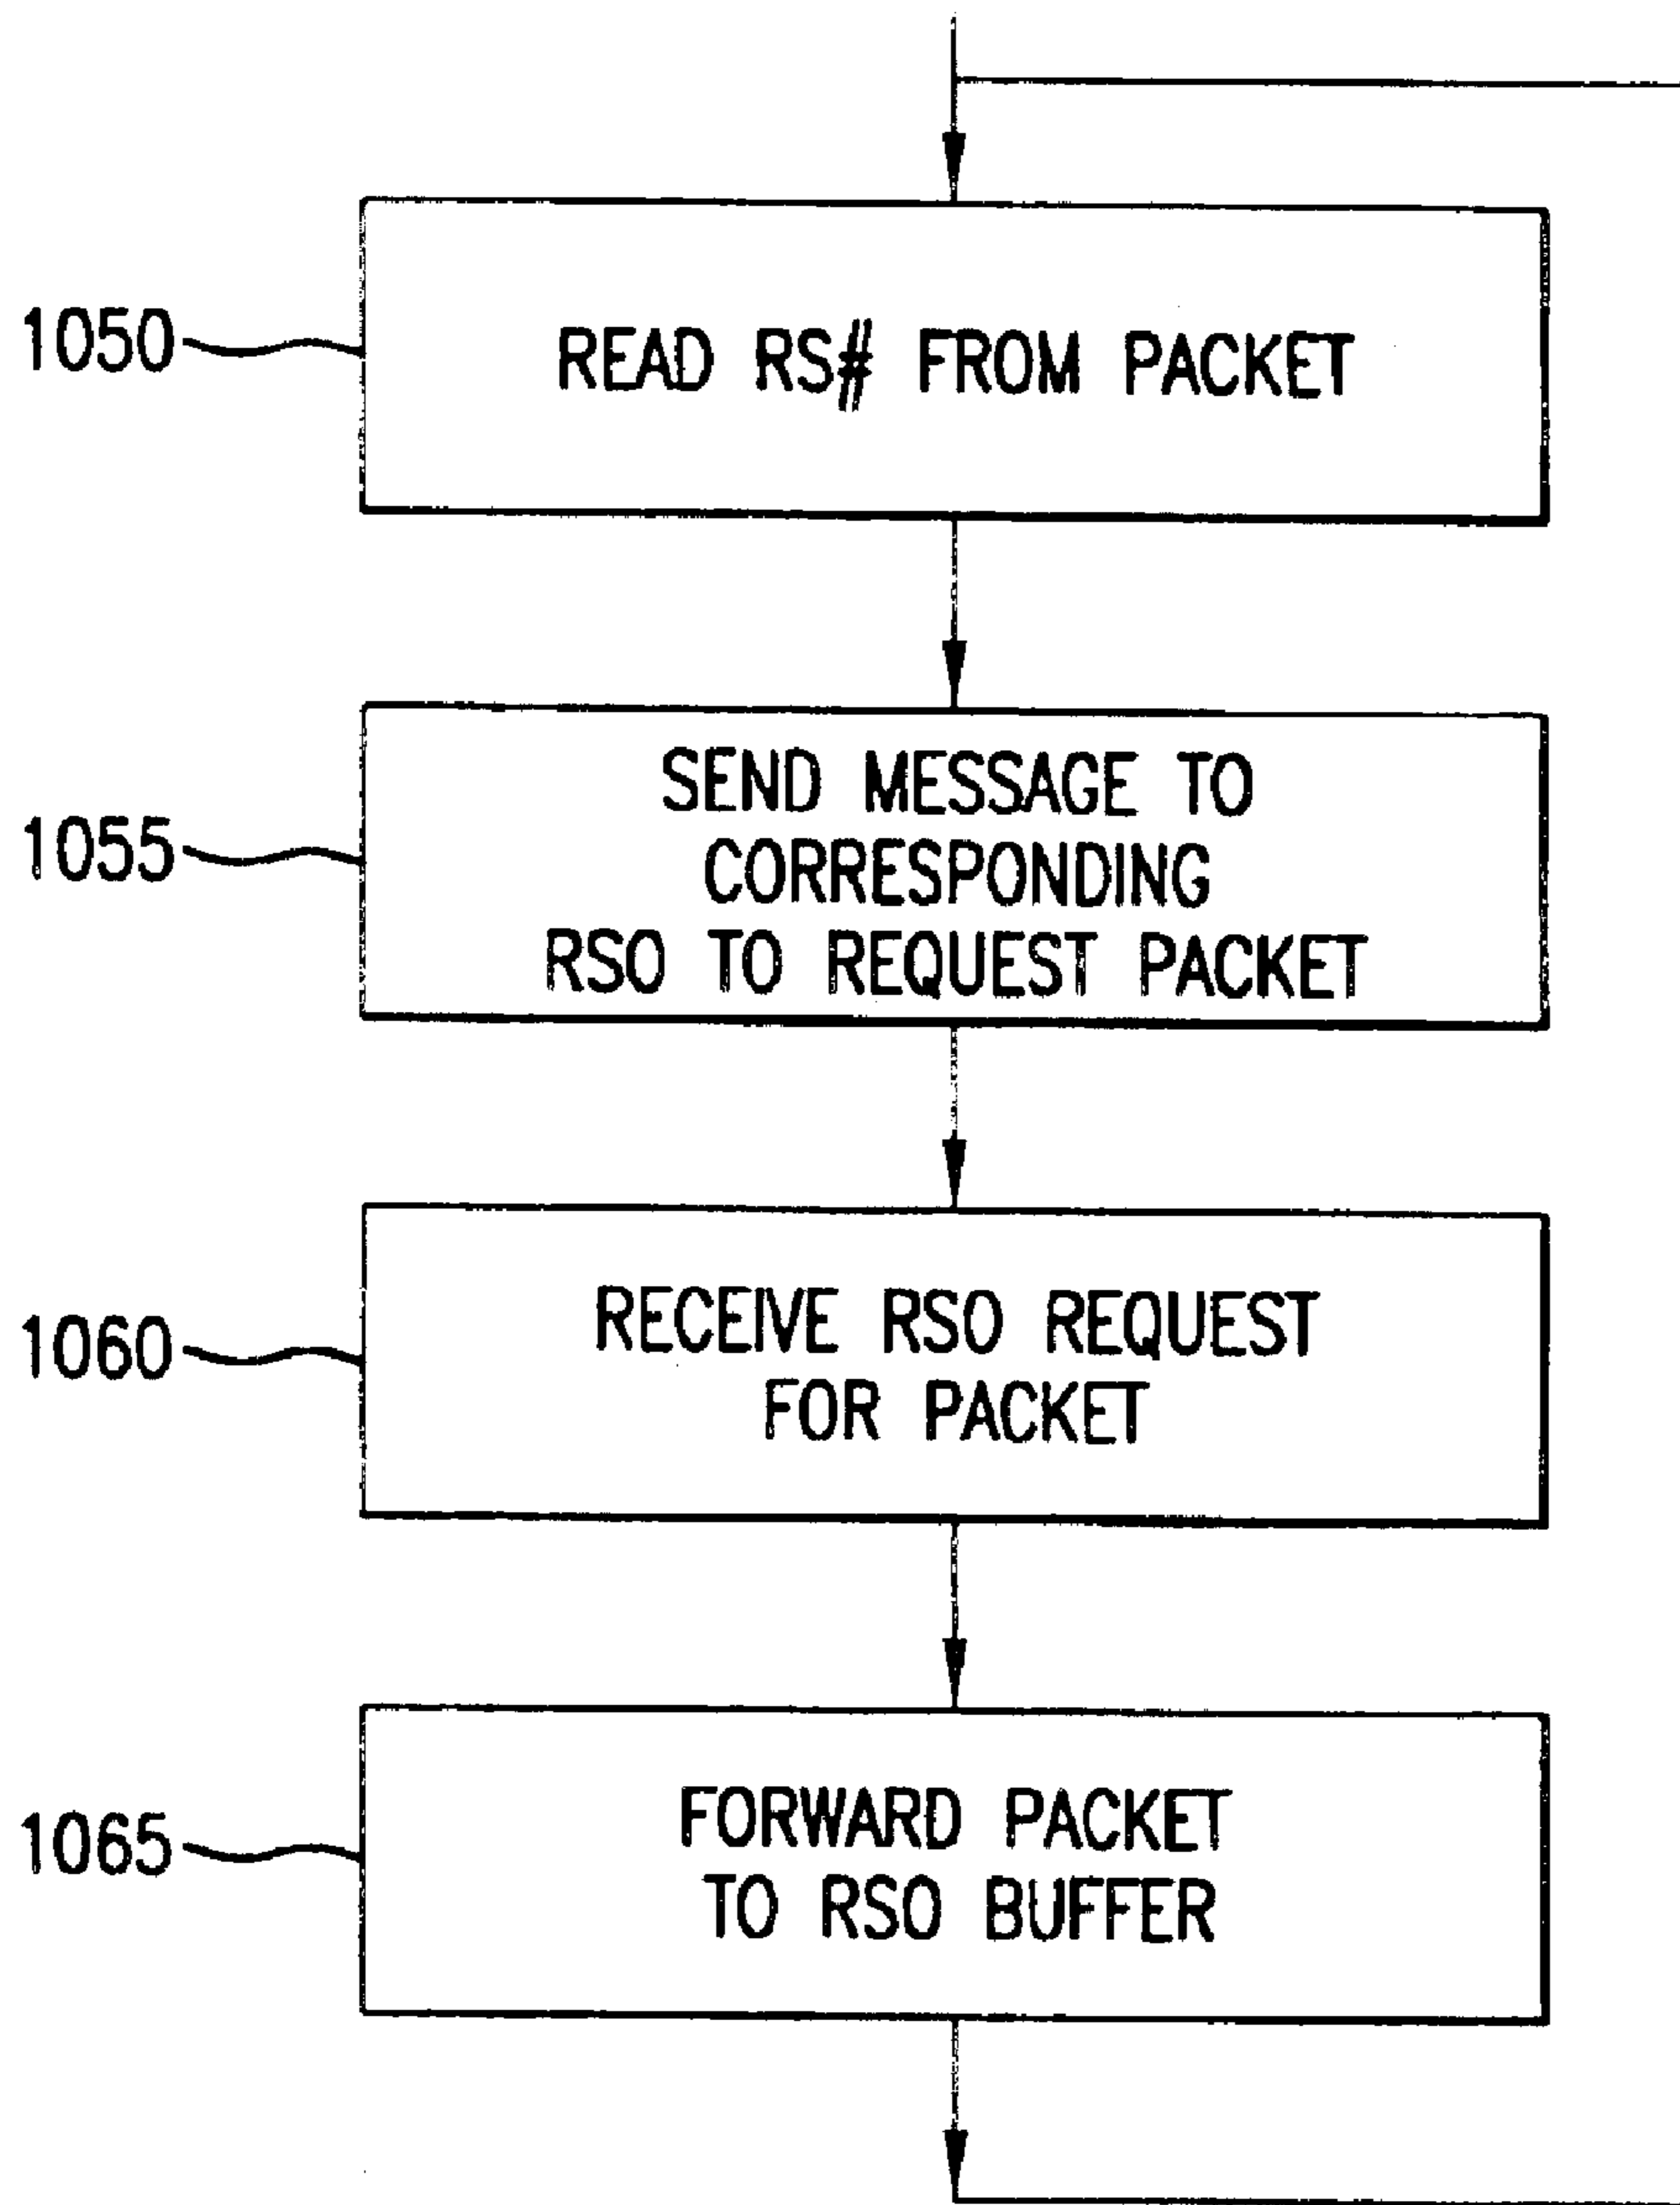 1050
READ RS# FROM PACKET
1055
SEND MESSAGE TO
CORRESPONDING
RSO TO REQUEST PACKET
1060
RECEIVE RSO REQUEST
FOR PACKET
1065
FORWARD PACKET
TO RSO BUFFER